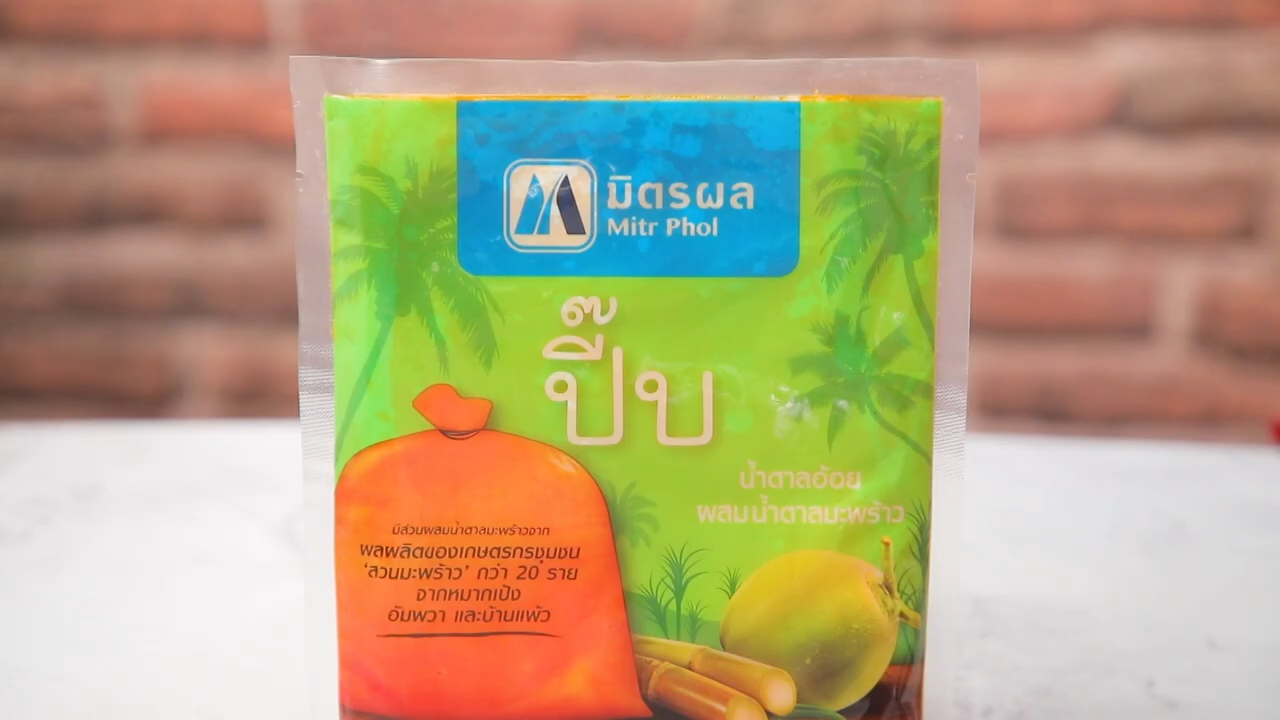 มิตรผล
Mitr Phol
ปี๊บ
น้ำตาลอ้อย
ผสมน้ำตาลมะพร้าว
มีส่วนผสมน้ำตาลมะพร้าวจาก
ผลผลิตของเกษตรกรชุมชน
‘สวนมะพร้าว’ กว่า 20 ราย
จากหมากเป้ง
อัมพวา และบ้านแพ้ว